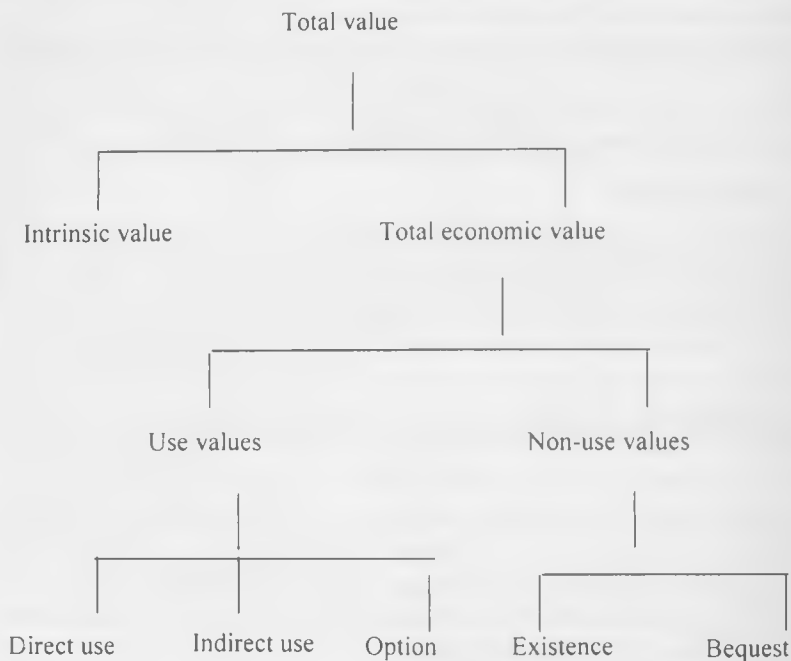 Total value
Intrinsic value Total economic value
Use values Non-use values
Direct use Indirect use Option Existence Bequest